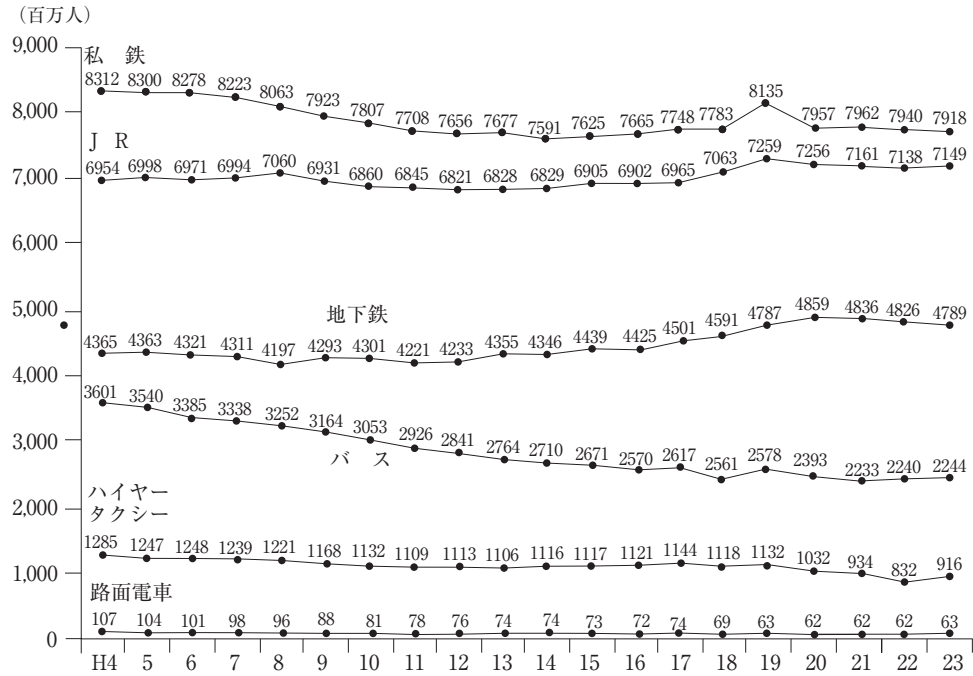 （百万人）
9,000
私　鉄
8312 8300 8278 8223 8063 7923 7807 7708 7656 7677 7591 7625 7665 7748 7783 8135 7957 7962 7940 7918
8,000
J R
6954 6998 6971 6994 7060 6931 6860 6845 6821 6828 6829 6905 6902 6965 7063 7259 7256 7161 7138 7149
7,000
6,000
5,000
地下鉄
4365 4363 4321 4311 4197 4293 4301 4221 4233 4355 4346 4439 4425 4501 4591 4787 4859 4836 4826 4789
4,000
3601 3540 3385 3338 3252 3164 3053 2926 2841 2764 2710 2671 2570 2617 2561 2578 2393 2233 2240 2244
3,000
バ　ス
2,000
ハイヤー
タクシー
1285 1247 1248 1239 1221 1168 1132 1109 1113 1106 1116 1117 1121 1144 1118 1132 1032 934 832 916
1,000
路面電車
107 104 101 98 96 88 81 78 76 74 74 73 72 74 69 63 62 62 62 63
0
H4 5 6 7 8 9 10 11 12 13 14 15 16 17 18 19 20 21 22 23